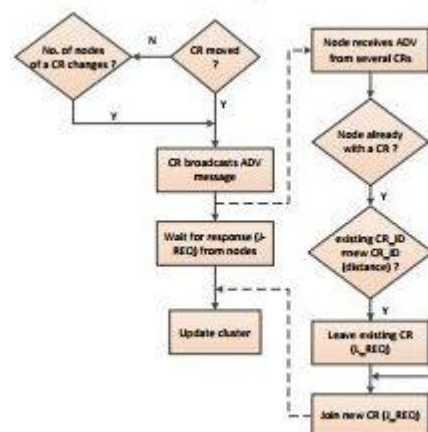 No. of nodes
of a CR changes ?
N
CR moved
?
Y
Y
CR broadcasts ADV
message
Wait for response (J-
REQ) from nodes
Update cluster
Node receives ADV
from several CRs
Node already
with a CR ?
Y
existing CR_ID
≠new CR_ID
(distance) ?
Y
Leave existing CR
(L_REQ)
Join new CR (J_REQ)